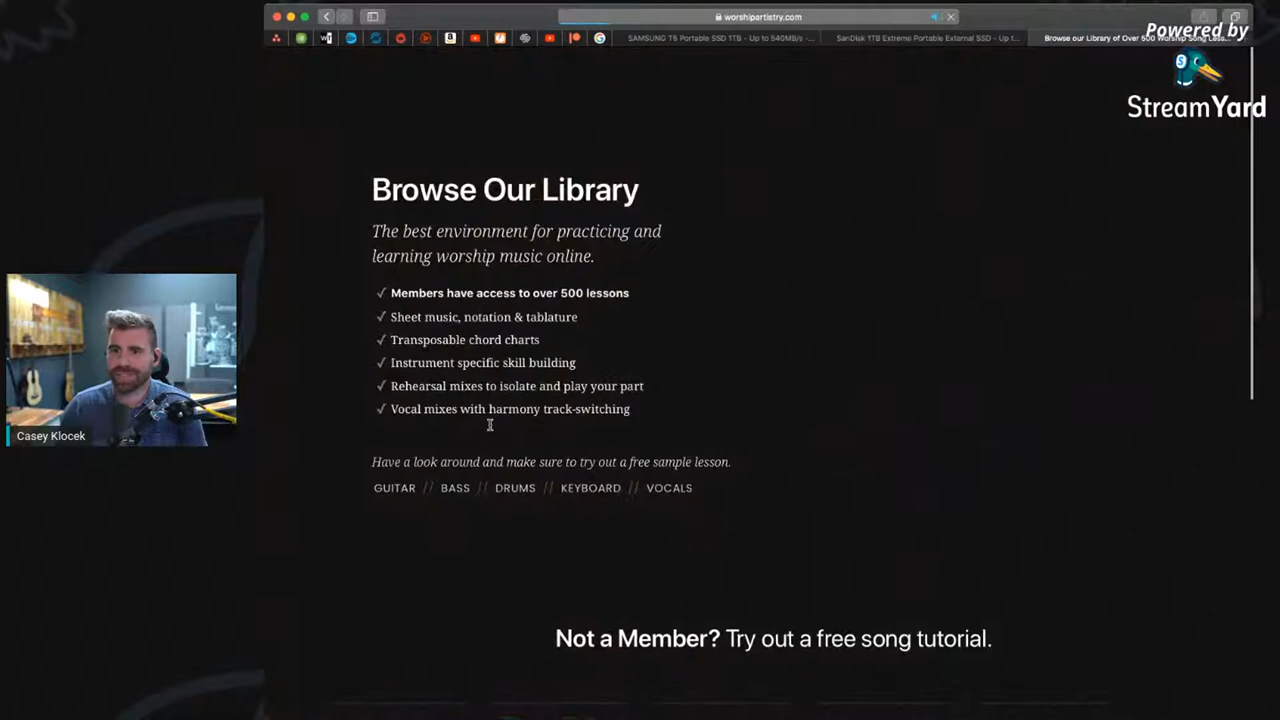 worshipartistry.com
Powered by
SAMSUNG T5 Portable SSD 1TB - Up to 540MB/s -...
SanDisk 1TB Extreme Portable External SSD - Up t...
Browse our Library of Over 500 Worship Song Less...
StreamYard
Browse Our Library
The best environment for practicing and
learning worship music online.
✓ Members have access to over 500 lessons
✓ Sheet music, notation & tablature
✓ Transposable chord charts
✓ Instrument specific skill building
✓ Rehearsal mixes to isolate and play your part
✓ Vocal mixes with harmony track-switching
Casey Klocek
Have a look around and make sure to try out a free sample lesson.
GUITAR // BASS // DRUMS // KEYBOARD // VOCALS
Not a Member? Try out a free song tutorial.